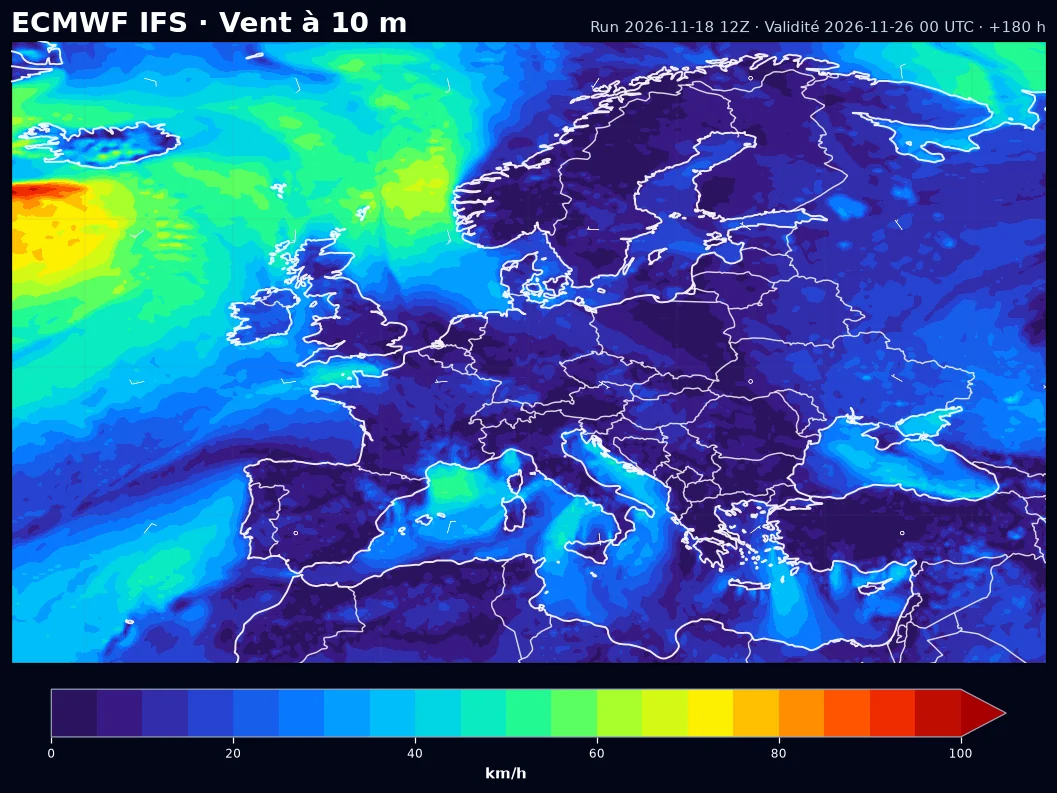 ECMWF IFS · Vent à 10 m
Run 2026-11-18 12Z · Validité 2026-11-26 00 UTC · +180 h
0 20 40 60 80 100
km/h